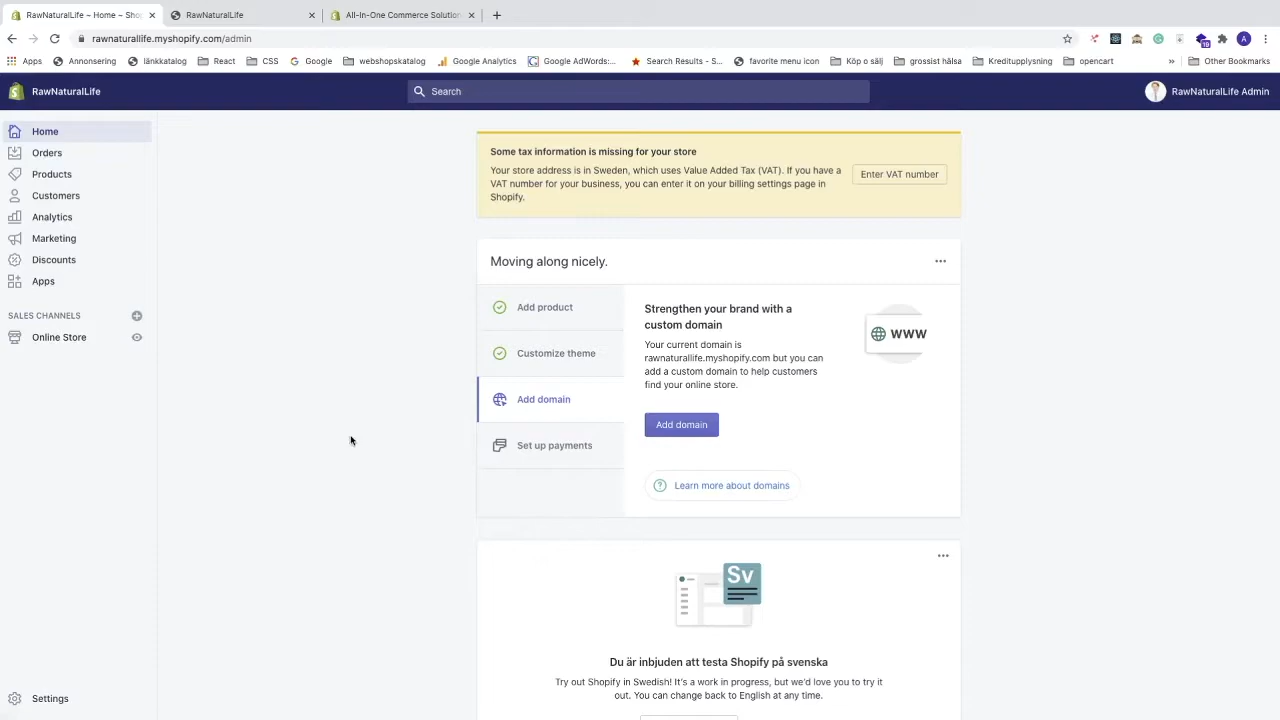 RawNaturalLife ~ Home ~ Shop
RawNaturalLife
All-In-One Commerce Solution
rawnaturallife.myshopify.com/admin
19
A
Apps
Annonsering
länkkatalog
React
CSS
Google
webshopskatalog
Google Analytics
Google AdWords:...
Search Results - S...
favorite menu icon
Köp o sälj
grossist hälsa
Kreditupplysning
opencart
»
Other Bookmarks
RawNaturalLife
Search
RawNaturalLife Admin
Home
Orders
Products
Customers
Analytics
Marketing
Discounts
Apps
SALES CHANNELS
Online Store
Settings
Some tax information is missing for your store
Your store address is in Sweden, which uses Value Added Tax (VAT). If you have a
VAT number for your business, you can enter it on your billing settings page in
Shopify.
Enter VAT number
Moving along nicely.
Add product
Customize theme
Add domain
Set up payments
Strengthen your brand with a
custom domain
Your current domain is
rawnaturallife.myshopify.com but you can
add a custom domain to help customers
find your online store.
WWW
Add domain
Learn more about domains
Sv
Du är inbjuden att testa Shopify på svenska
Try out Shopify in Swedish! It's a work in progress, but we'd love you to try it
out. You can change back to English at any time.